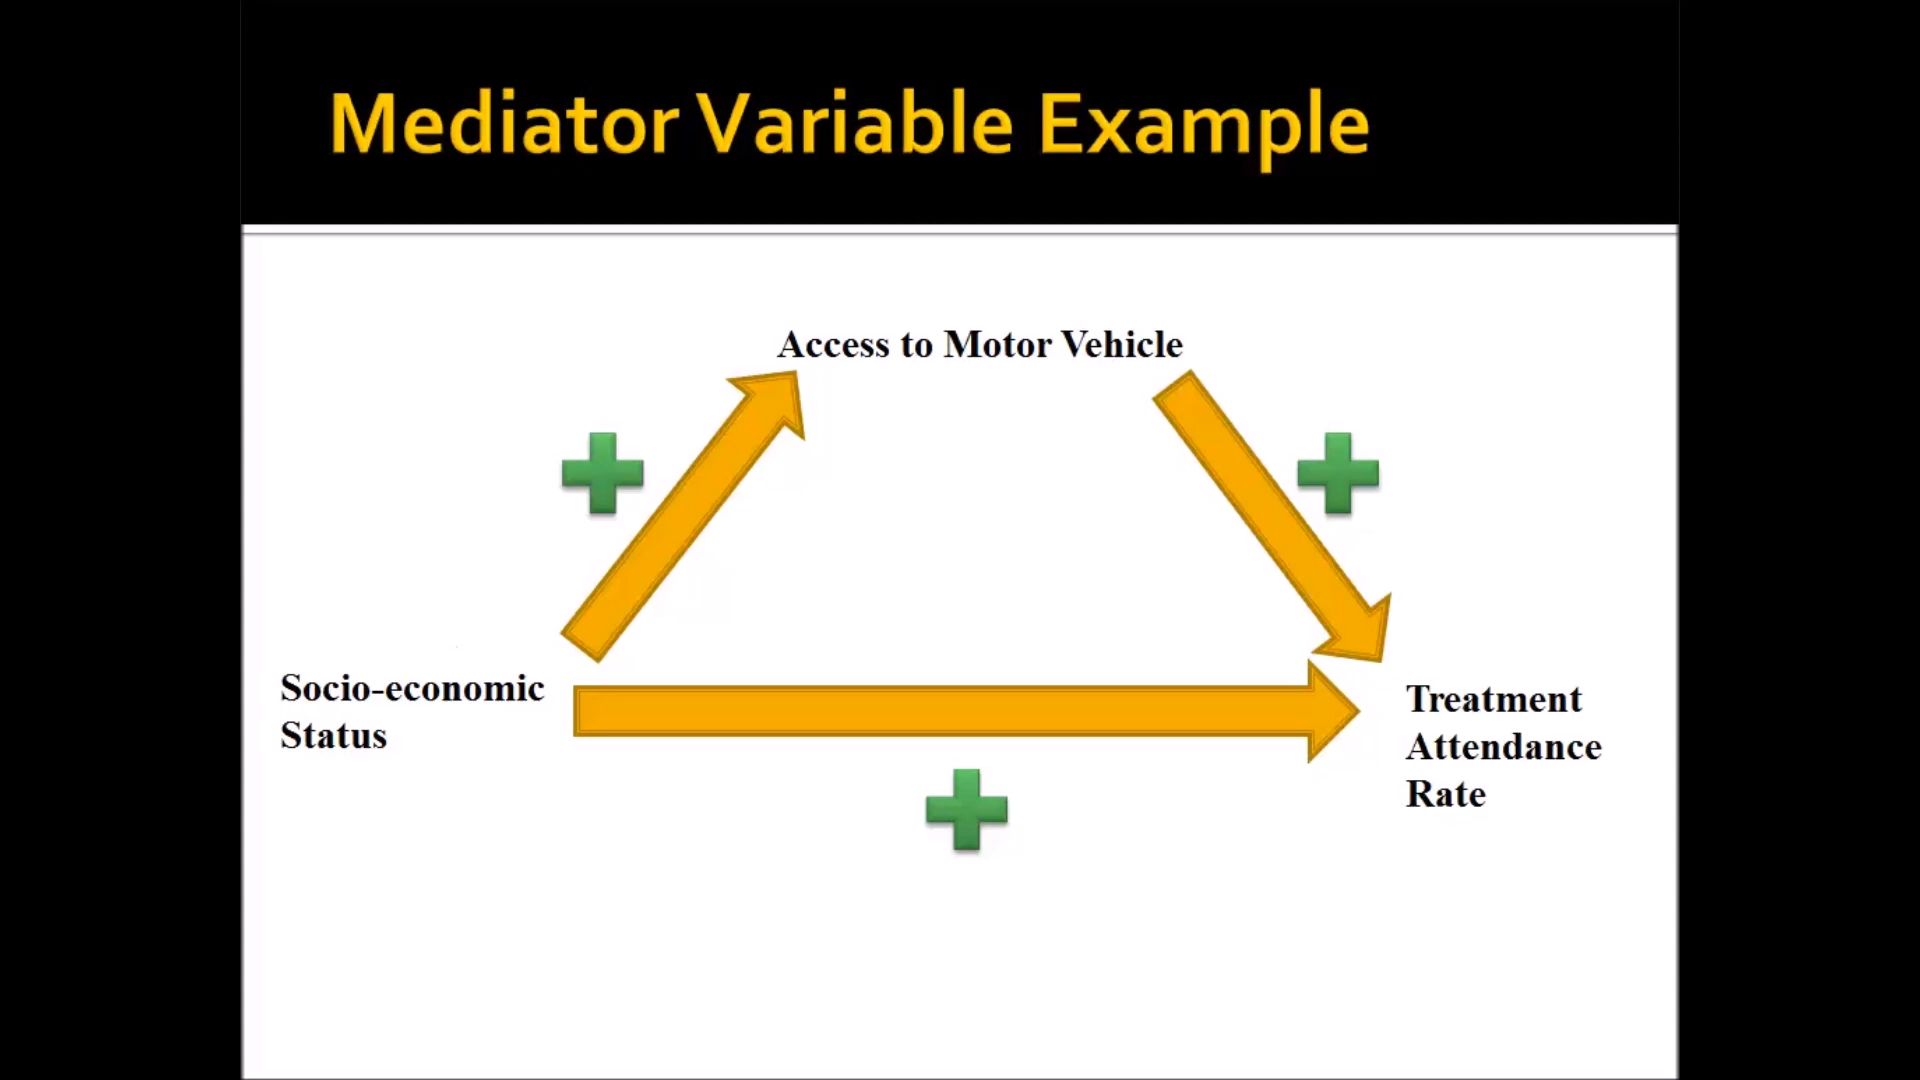 Mediator Variable Example
Access to Motor Vehicle
Socio-economic
Status
Treatment
Attendance
Rate